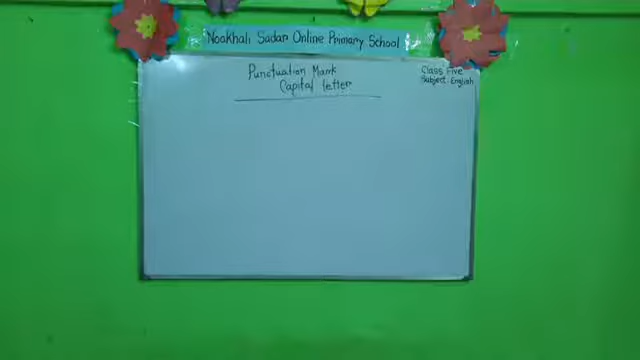 Noakhali Sadar Online Primary School
Punctuation Mark
Capital letter
Class Five
Subject: English